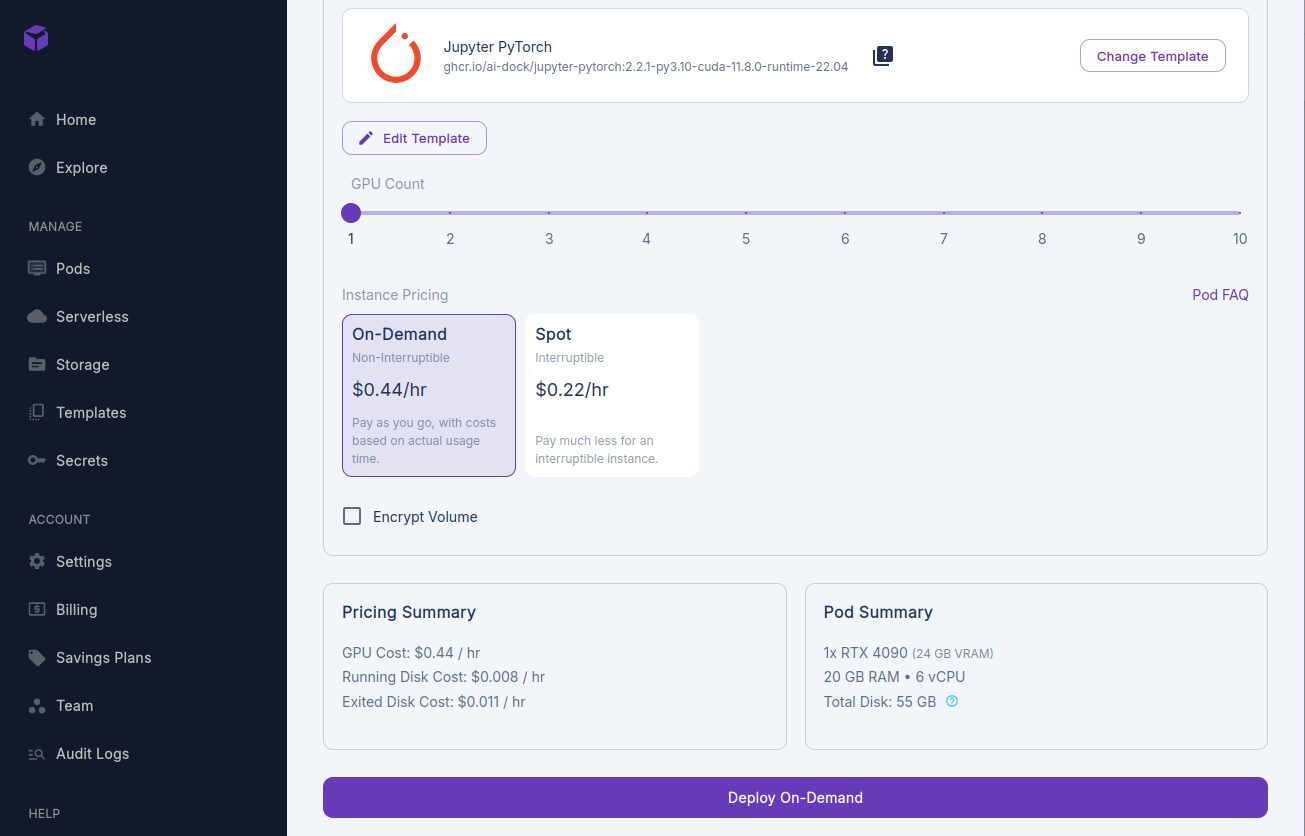 Home
Explore
MANAGE
Pods
Serverless
Storage
Templates
Secrets
ACCOUNT
Settings
Billing
Savings Plans
Team
Audit Logs
HELP
Jupyter PyTorch
ghcr.io/ai-dock/jupyter-pytorch:2.2.1-py3.10-cuda-11.8.0-runtime-22.04
?
Change Template
Edit Template
GPU Count
1 2 3 4 5 6 7 8 9 10
Instance Pricing
Pod FAQ
On-Demand
Non-Interruptible
$0.44/hr
Pay as you go, with costs
based on actual usage
time.
Spot
Interruptible
$0.22/hr
Pay much less for an
interruptible instance.
Encrypt Volume
Pricing Summary
GPU Cost: $0.44 / hr
Running Disk Cost: $0.008 / hr
Exited Disk Cost: $0.011 / hr
Pod Summary
1x RTX 4090 (24 GB VRAM)
20 GB RAM • 6 vCPU
Total Disk: 55 GB ?
Deploy On-Demand